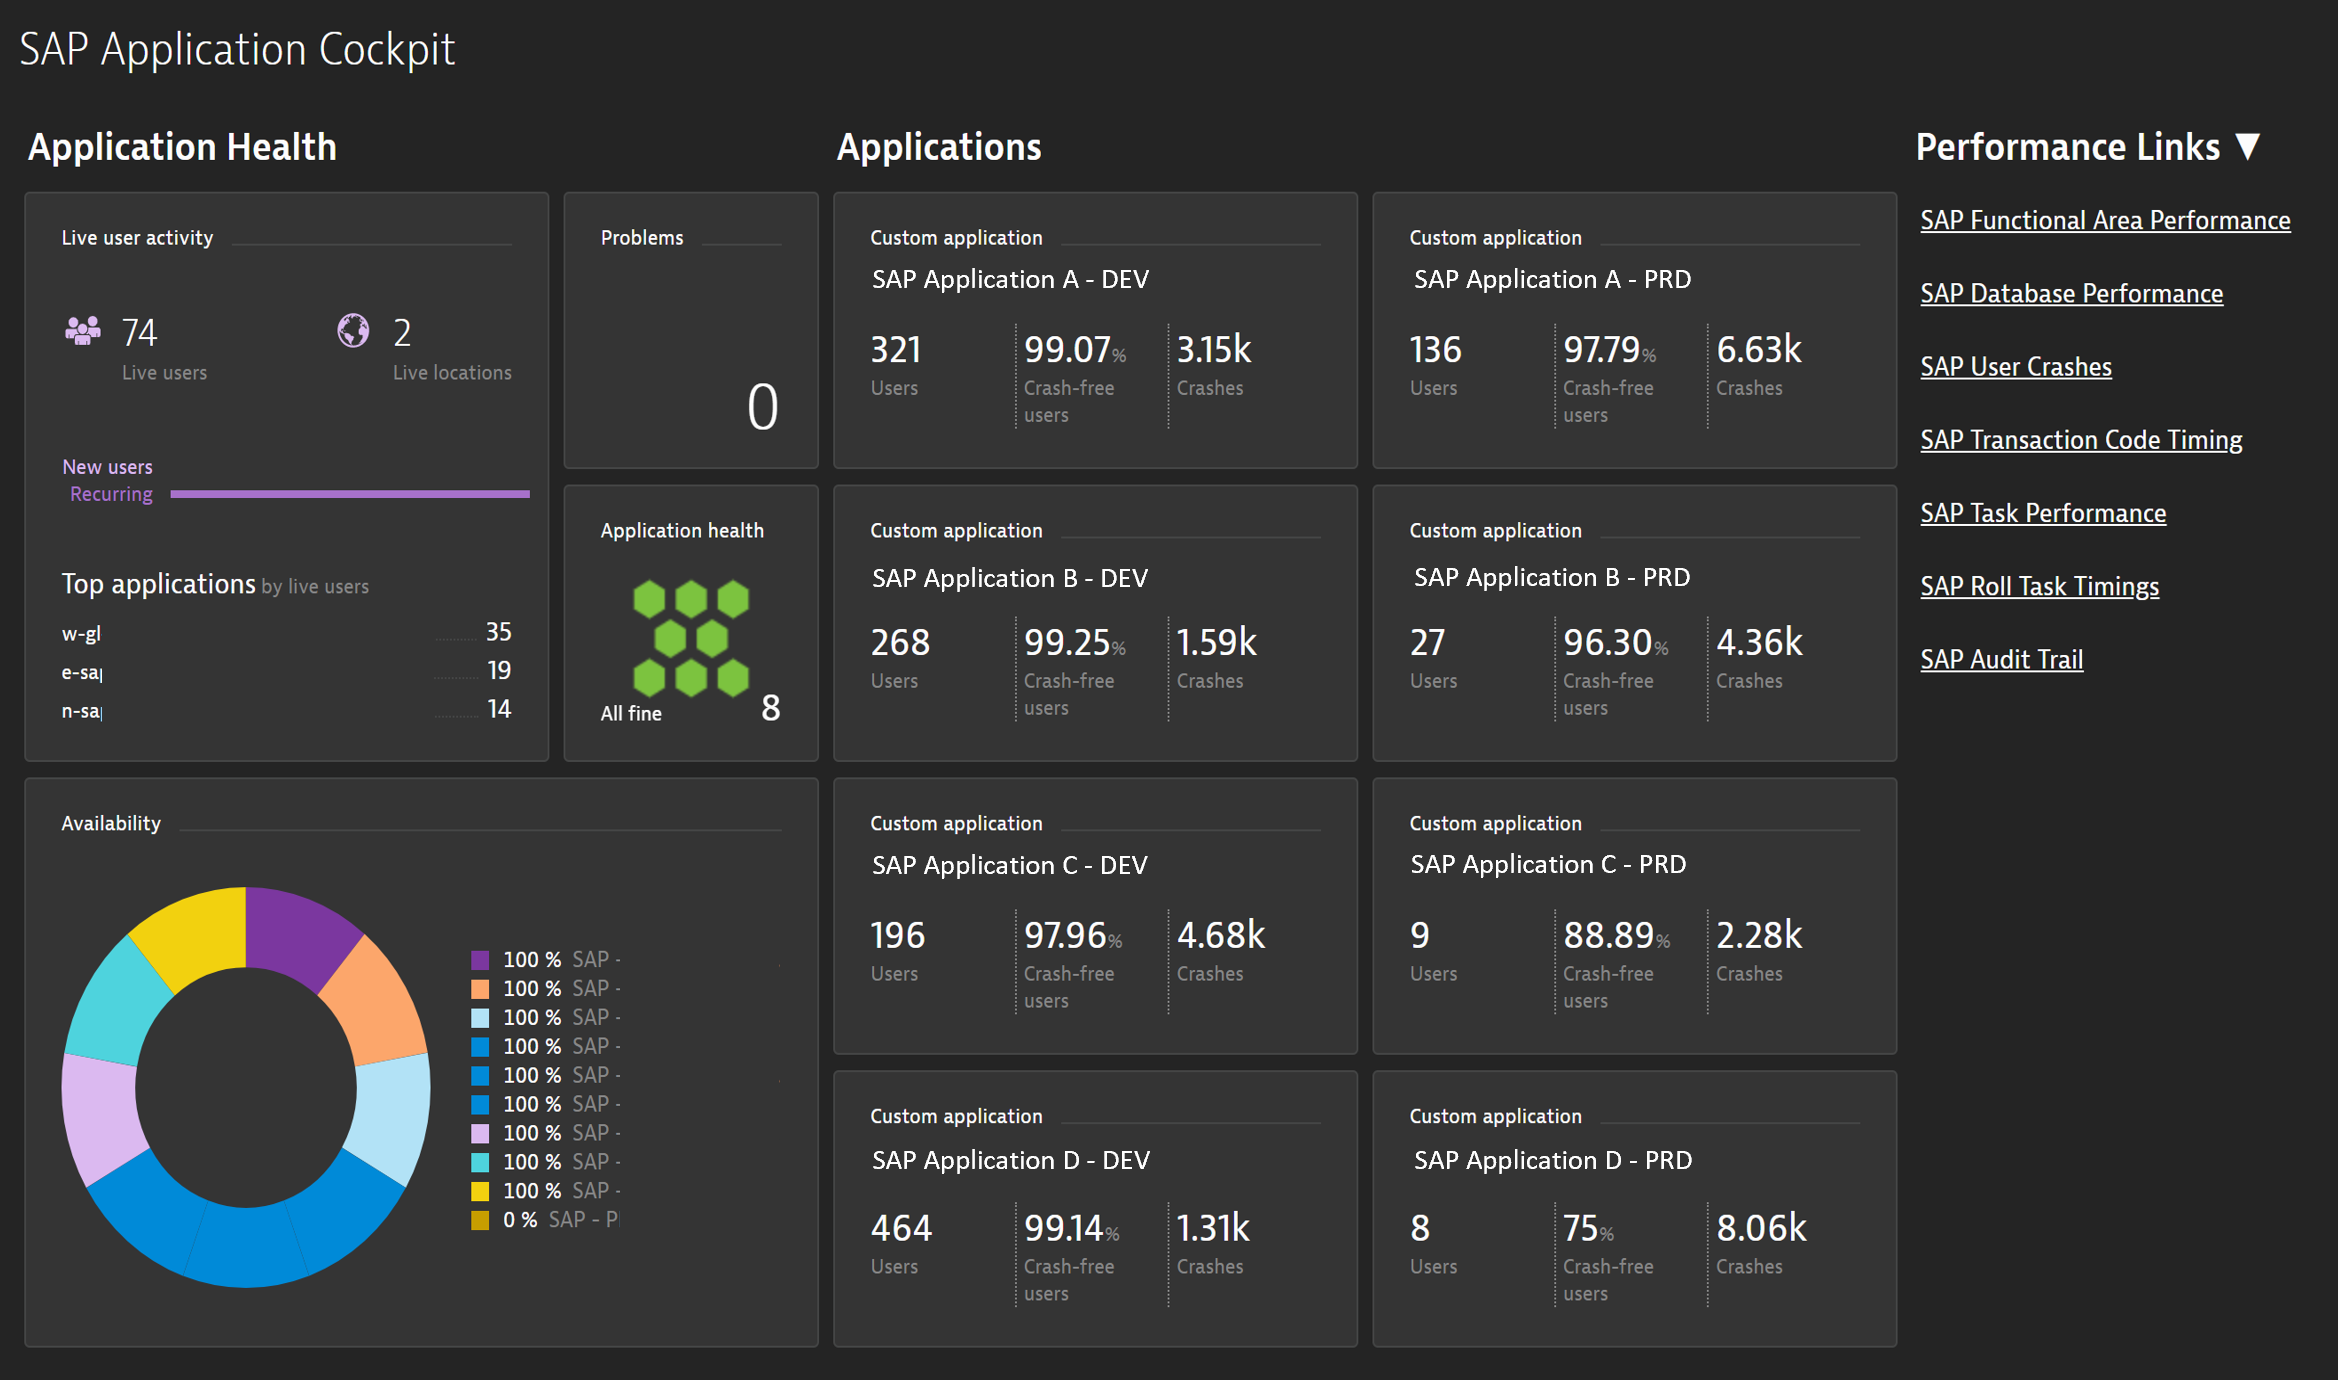 SAP Application Cockpit
Application Health
Live user activity
74
Live users
2
Live locations
New users
Recurring
Top applications by live users
w-gl 35
e-sap 19
n-sap 14
Problems
0
Application health
All fine 8
Availability
100 % SAP -
100 % SAP -
100 % SAP -
100 % SAP -
100 % SAP -
100 % SAP -
100 % SAP -
100 % SAP -
100 % SAP -
0 % SAP - P
Applications
Custom application
SAP Application A - DEV
321 99.07% 3.15k
Users Crash-free Crashes
users
Custom application
SAP Application A - PRD
136 97.79% 6.63k
Users Crash-free Crashes
users
Custom application
SAP Application B - DEV
268 99.25% 1.59k
Users Crash-free Crashes
users
Custom application
SAP Application B - PRD
27 96.30% 4.36k
Users Crash-free Crashes
users
Custom application
SAP Application C - DEV
196 97.96% 4.68k
Users Crash-free Crashes
users
Custom application
SAP Application C - PRD
9 88.89% 2.28k
Users Crash-free Crashes
users
Custom application
SAP Application D - DEV
464 99.14% 1.31k
Users Crash-free Crashes
users
Custom application
SAP Application D - PRD
8 75% 8.06k
Users Crash-free Crashes
users
Performance Links ▼
SAP Functional Area Performance
SAP Database Performance
SAP User Crashes
SAP Transaction Code Timing
SAP Task Performance
SAP Roll Task Timings
SAP Audit Trail